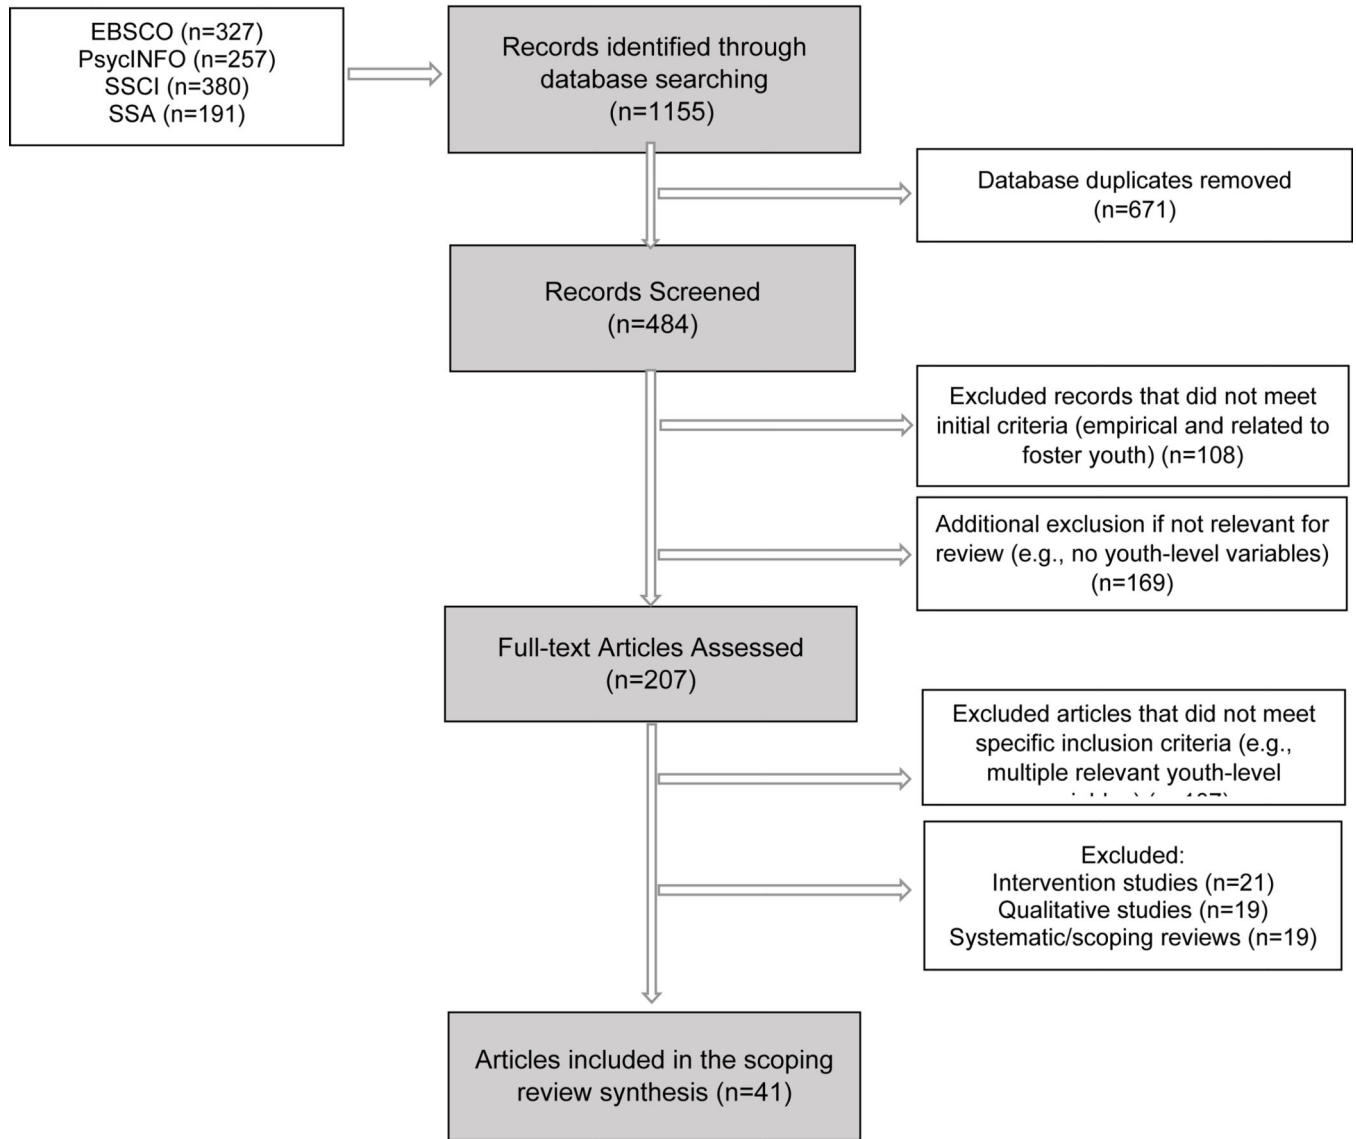 EBSCO (n=327)
PsycINFO (n=257)
SSCI (n=380)
SSA (n=191)
Records identified through
database searching
(n=1155)
Database duplicates removed
(n=671)
Records Screened
(n=484)
Excluded records that did not meet
initial criteria (empirical and related to
foster youth) (n=108)
Additional exclusion if not relevant for
review (e.g., no youth-level variables)
(n=169)
Full-text Articles Assessed
(n=207)
Excluded articles that did not meet
specific inclusion criteria (e.g.,
multiple relevant youth-level
Excluded:
Intervention studies (n=21)
Qualitative studies (n=19)
Systematic/scoping reviews (n=19)
Articles included in the scoping
review synthesis (n=41)